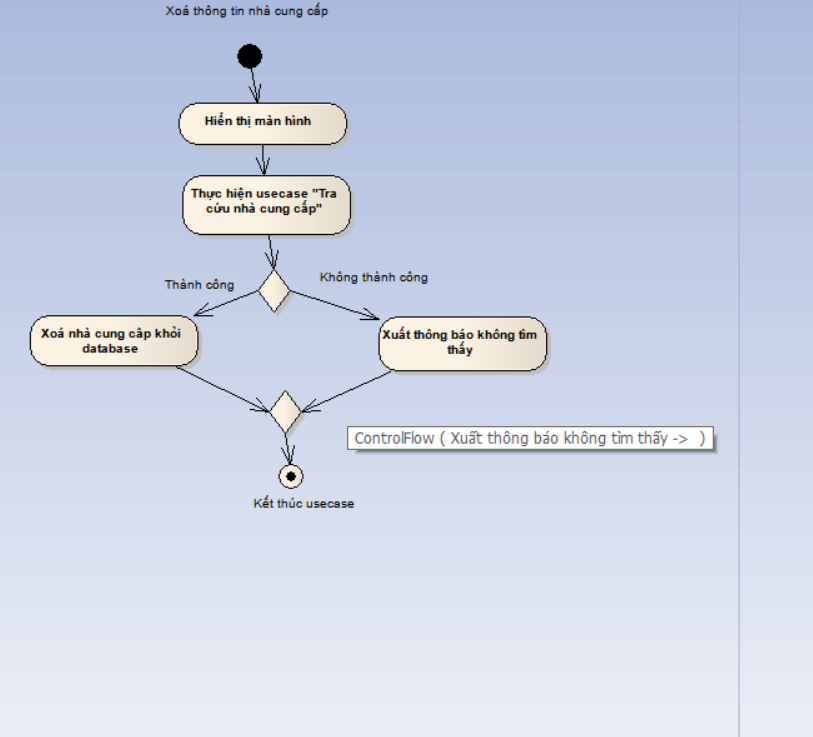 Xoá thông tin nhà cung cấp
Hiển thị màn hình
Thực hiện usecase "Tra
cứu nhà cung cấp"
Thành công
Không thành công
Xoá nhà cung câp khỏi
database
Xuất thông báo không tìm
thấy
ControlFlow ( Xuất thông báo không tìm thấy -> )
Kết thúc usecase